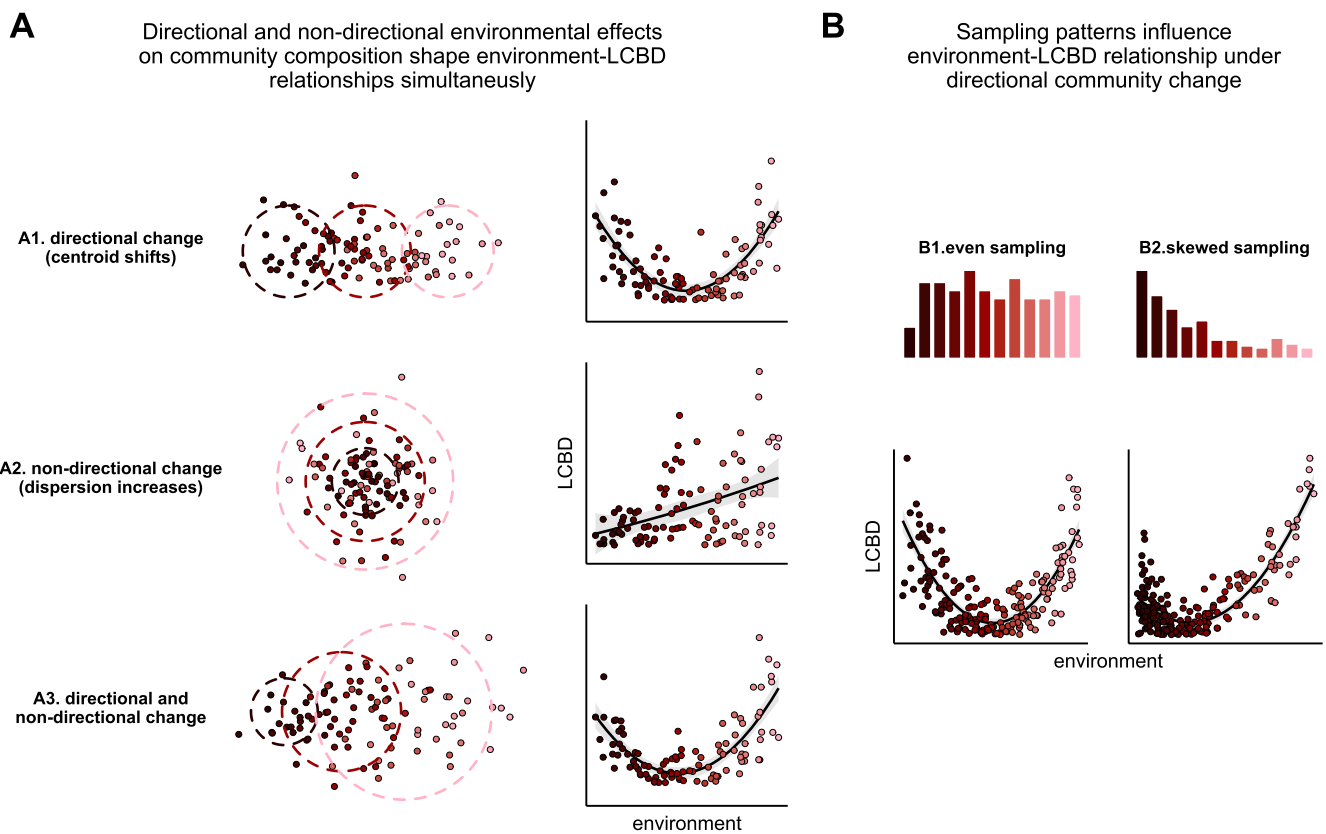 A
Directional and non-directional environmental effects
on community composition shape environment-LCBD
relationships simultaneusly
A1. directional change
(centroid shifts)
A2. non-directional change
(dispersion increases)
LCBD
A3. directional and
non-directional change
environment
B
Sampling patterns influence
environment-LCBD relationship under
directional community change
B1.even sampling
B2.skewed sampling
LCBD
environment